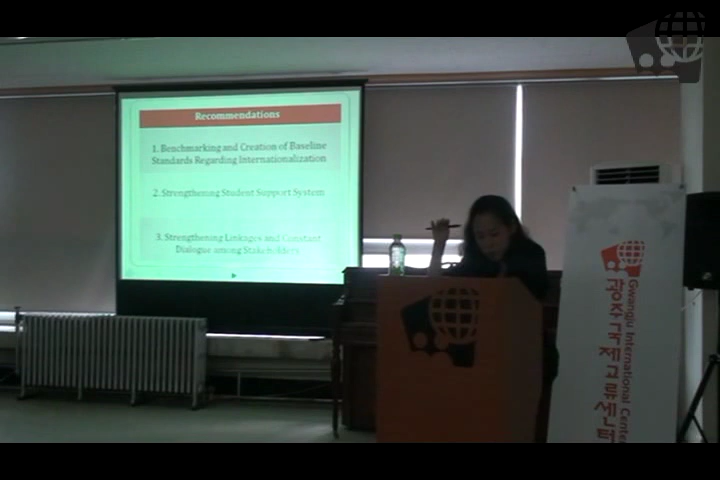 Recommendations
1. Benchmarking and Creation of Baseline
Standards Regarding Internationalization
2. Strengthening Student Support System
3. Strengthening Linkages and Constant
Dialogue among Stakeholders
Gwangju International Center
광주국제교류센터